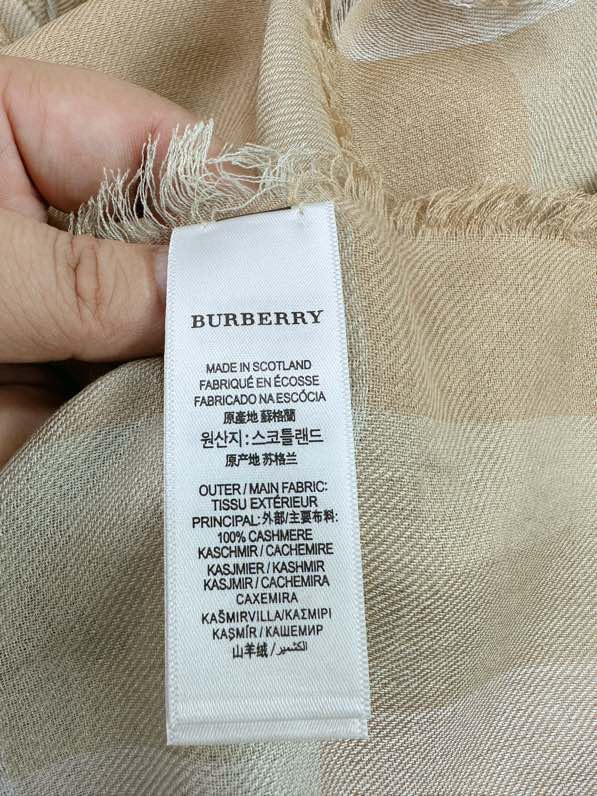 BURBERRY
MADE IN SCOTLAND
FABRIQUÉ EN ÉCOSSE
FABRICADO NA ESCÓCIA
原產地 蘇格蘭
원산지 : 스코틀랜드
原产地 苏格兰
OUTER / MAIN FABRIC:
TISSU EXTÉRIEUR
PRINCIPAL: 外部/主要布料:
100% CASHMERE
KASCHMIR / CACHEMIRE
KASJMIER / KASHMIR
KASJMIR / CACHEMIRA
CAXEMIRA
KAŠMIRVILLA/ΚΑΣΜΙΡΙ
KAŞMİR / КАШЕМИР
山羊绒 / الكشمير